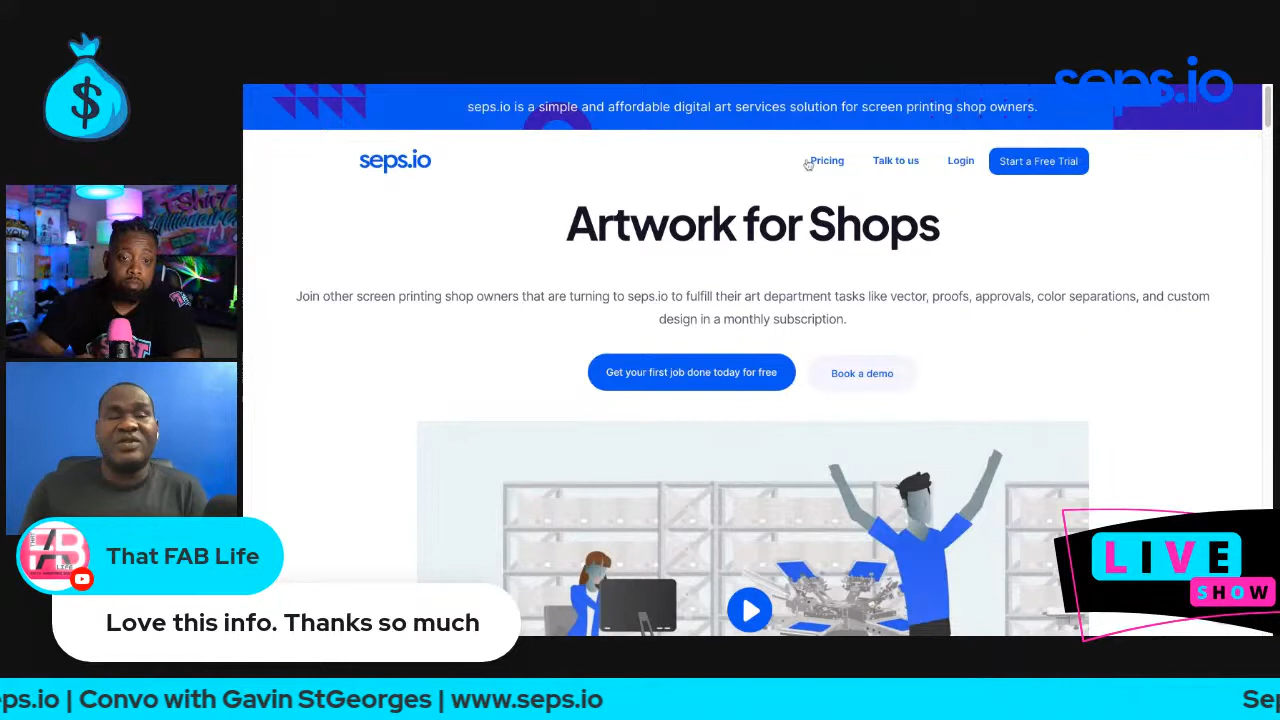 $
seps.io
seps.io is a simple and affordable digital art services solution for screen printing shop owners.
seps.io
Pricing
Talk to us
Login
Start a Free Trial
Artwork for Shops
Join other screen printing shop owners that are turning to seps.io to fulfill their art department tasks like vector, proofs, approvals, color separations, and custom
design in a monthly subscription.
Get your first job done today for free
Book a demo
That FAB Life
Love this info. Thanks so much
LIVE
SHOW
ps.io | Convo with Gavin StGeorges | www.seps.io
Sep